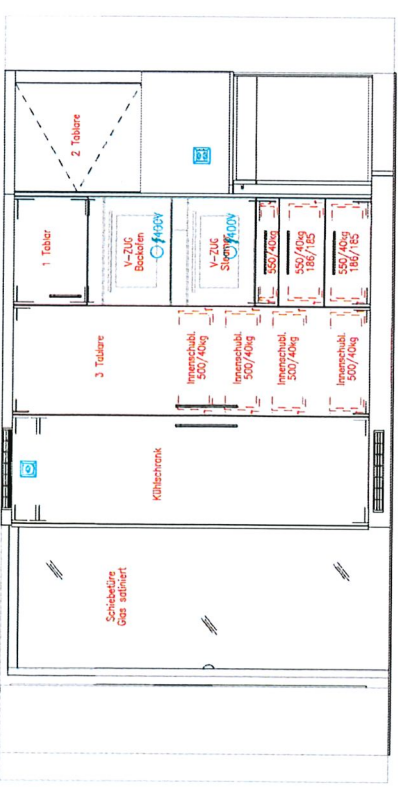 Schiebetüre
Glas satiniert
Kühlschrank
3 Tablare
Innenschubl.
500/40kg
Innenschubl.
500/40kg
Innenschubl.
500/40kg
Innenschubl.
500/40kg
1 Tablar
V-ZUG
Backofen
400V
V-ZUG
Steamer
400V
550/40kg
550/40kg
186/185
550/40kg
186/185
2 Tablare